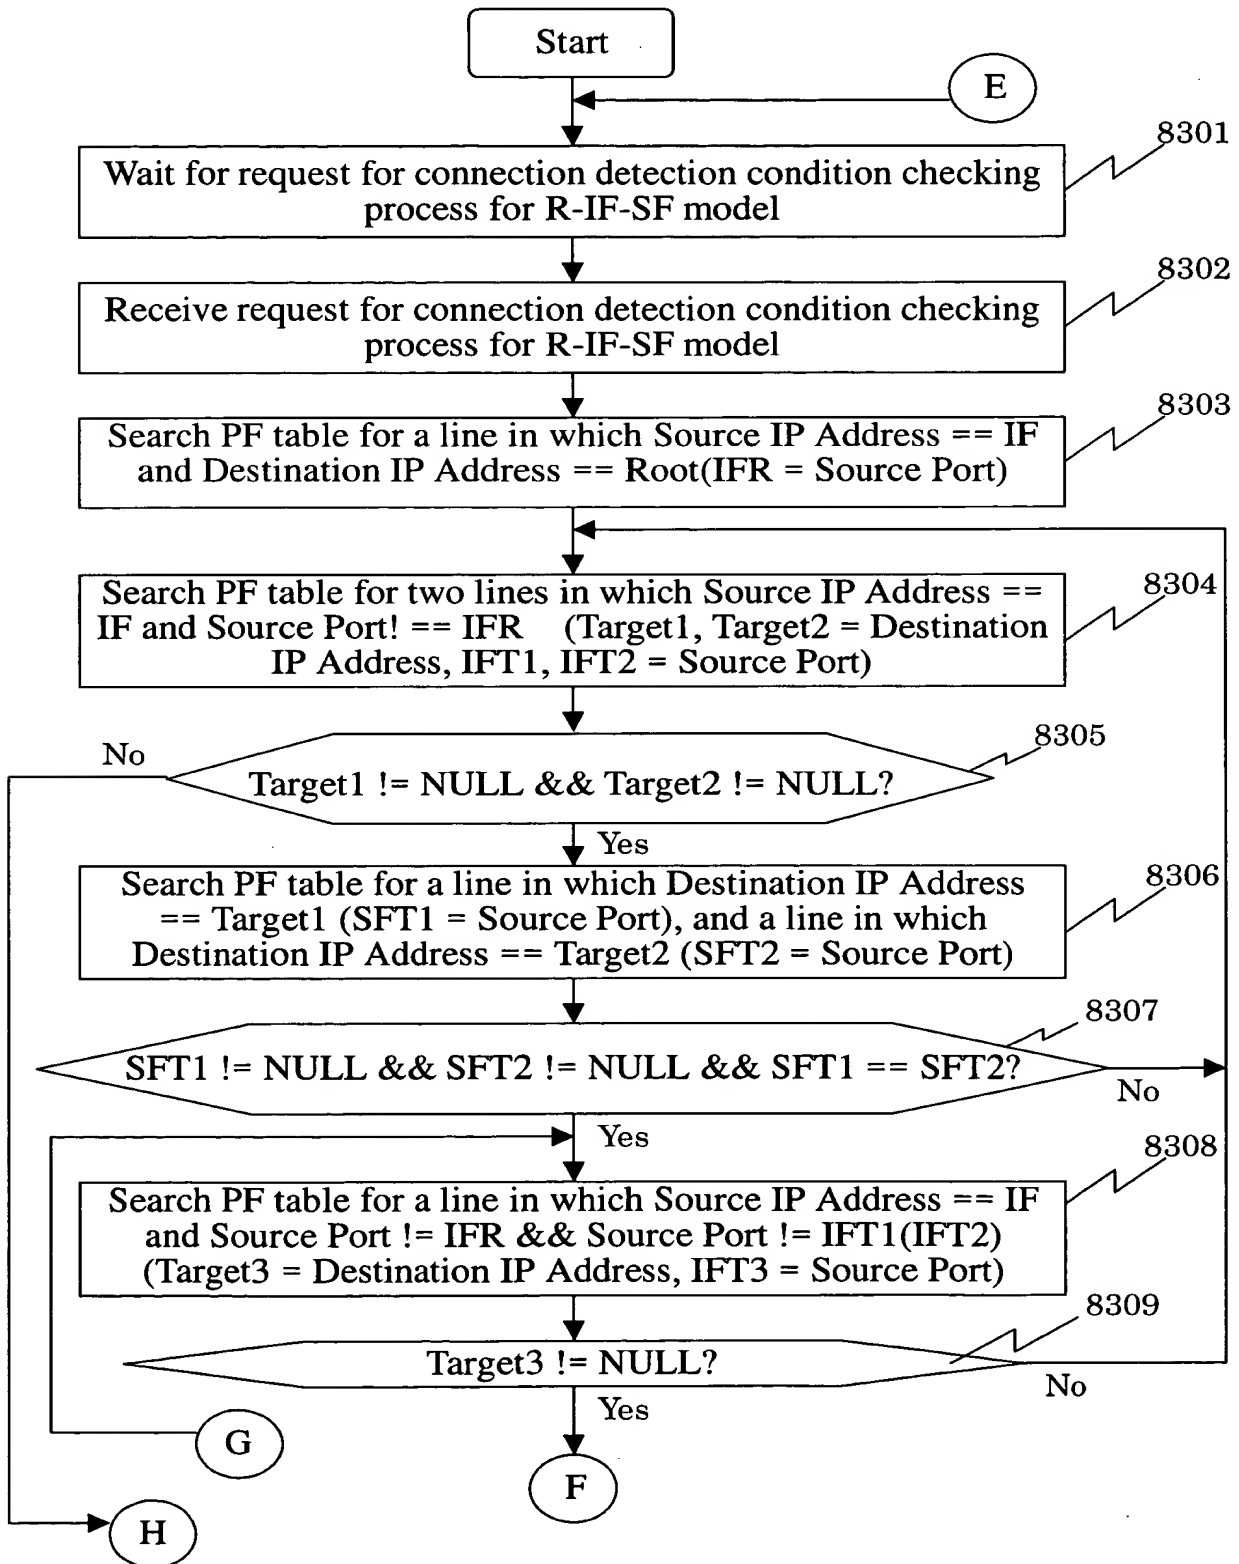 Start
E
8301
Wait for request for connection detection condition checking
process for R-IF-SF model
8302
Receive request for connection detection condition checking
process for R-IF-SF model
8303
Search PF table for a line in which Source IP Address == IF
and Destination IP Address == Root(IFR = Source Port)
8304
Search PF table for two lines in which Source IP Address ==
IF and Source Port! == IFR (Target1, Target2 = Destination
IP Address, IFT1, IFT2 = Source Port)
8305
No
Target1 != NULL && Target2 != NULL?
Yes
8306
Search PF table for a line in which Destination IP Address
== Target1 (SFT1 = Source Port), and a line in which
Destination IP Address == Target2 (SFT2 = Source Port)
8307
SFT1 != NULL && SFT2 != NULL && SFT1 == SFT2?
No
Yes
8308
Search PF table for a line in which Source IP Address == IF
and Source Port != IFR && Source Port != IFT1(IFT2)
(Target3 = Destination IP Address, IFT3 = Source Port)
8309
Target3 != NULL?
No
Yes
G
F
H